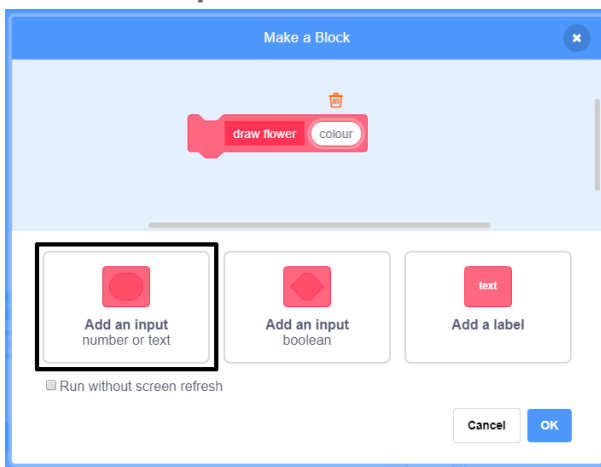 Make a Block
draw flower colour
text
Add an input
number or text
Add an input
boolean
Add a label
Run without screen refresh
Cancel OK